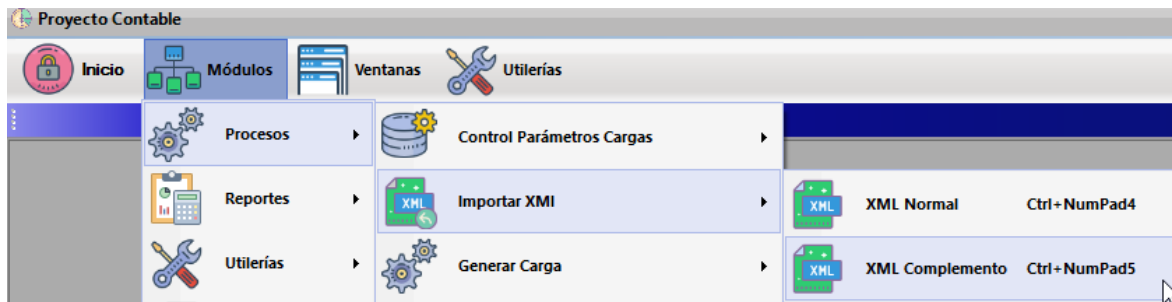 Proyecto Contable
Inicio Módulos Ventanas Utilerías
Procesos Control Parámetros Cargas
Reportes XML Importar XMl XML XML Normal Ctrl+NumPad4
Utilerías Generar Carga XML XML Complemento Ctrl+NumPad5